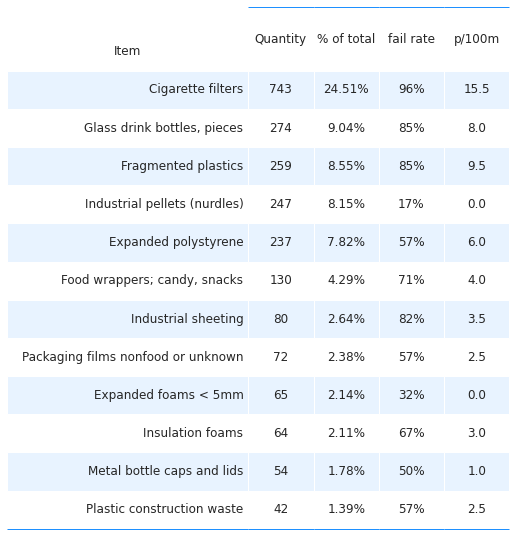 Item Quantity % of total fail rate p/100m
Cigarette filters 743 24.51% 96% 15.5
Glass drink bottles, pieces 274 9.04% 85% 8.0
Fragmented plastics 259 8.55% 85% 9.5
Industrial pellets (nurdles) 247 8.15% 17% 0.0
Expanded polystyrene 237 7.82% 57% 6.0
Food wrappers; candy, snacks 130 4.29% 71% 4.0
Industrial sheeting 80 2.64% 82% 3.5
Packaging films nonfood or unknown 72 2.38% 57% 2.5
Expanded foams < 5mm 65 2.14% 32% 0.0
Insulation foams 64 2.11% 67% 3.0
Metal bottle caps and lids 54 1.78% 50% 1.0
Plastic construction waste 42 1.39% 57% 2.5